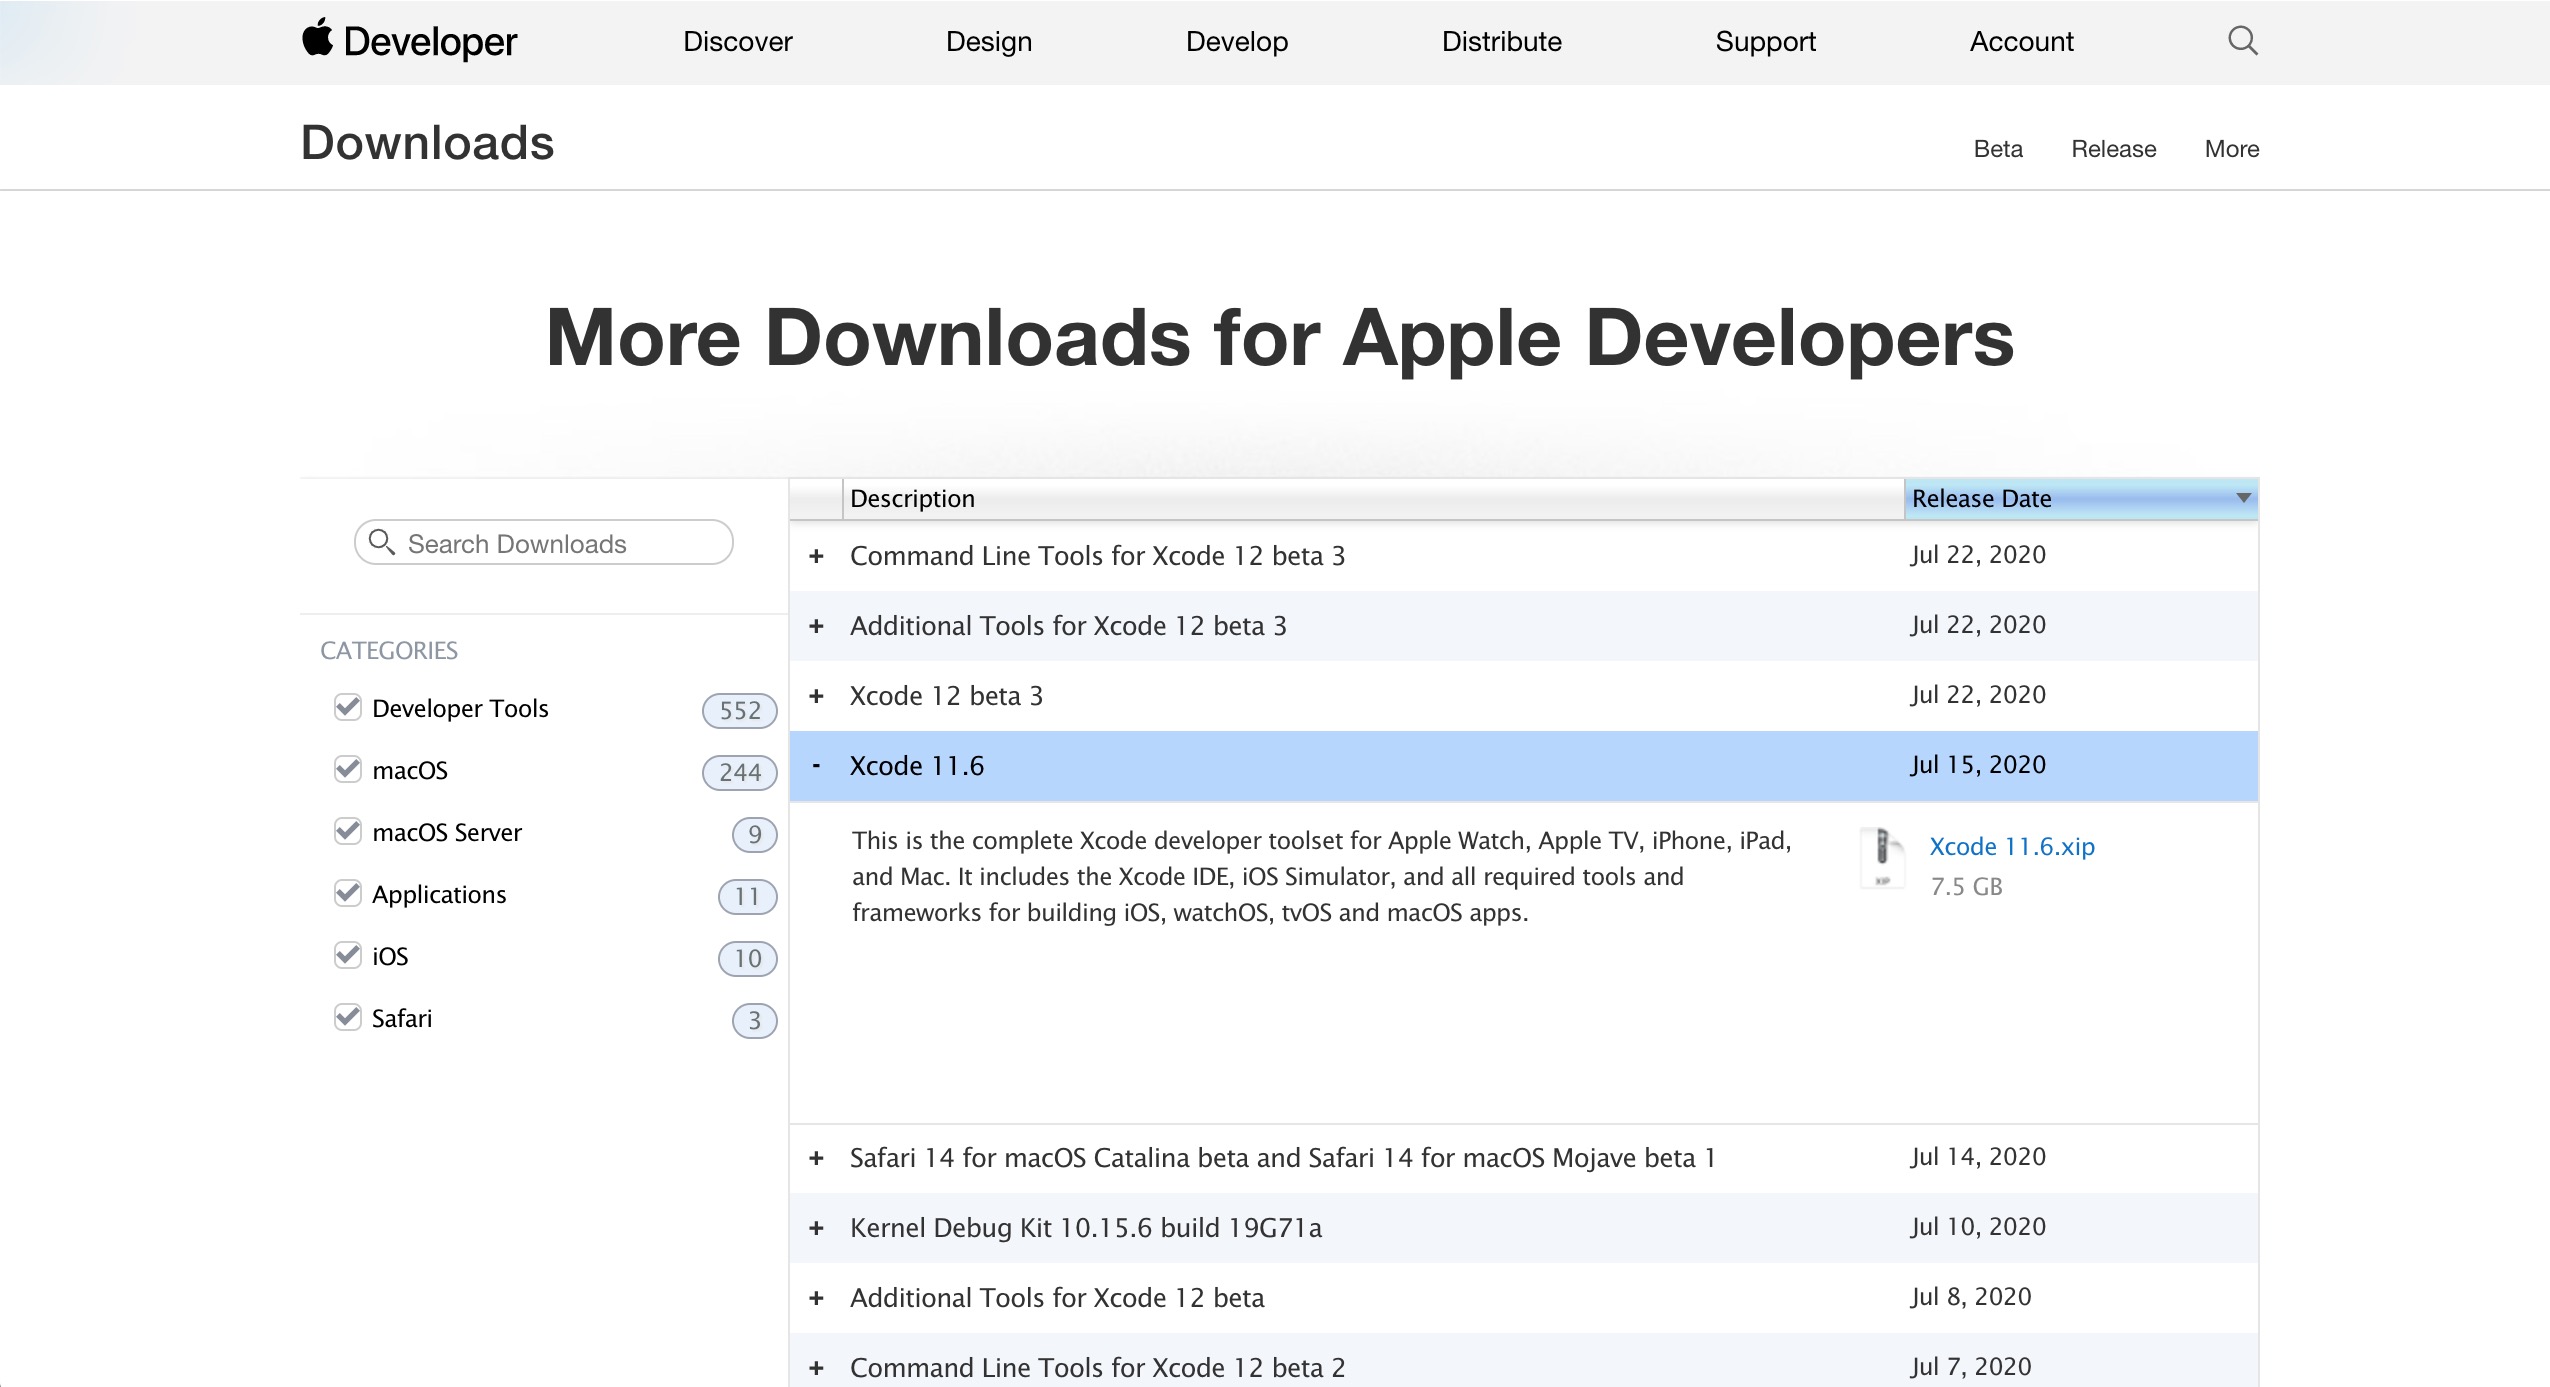 Developer
Discover
Design
Develop
Distribute
Support
Account
Downloads
Beta
Release
More
More Downloads for Apple Developers
Search Downloads
CATEGORIES
Developer Tools 552
macOS 244
macOS Server 9
Applications 11
iOS 10
Safari 3
Description Release Date
+ Command Line Tools for Xcode 12 beta 3 Jul 22, 2020
+ Additional Tools for Xcode 12 beta 3 Jul 22, 2020
+ Xcode 12 beta 3 Jul 22, 2020
- Xcode 11.6 Jul 15, 2020
This is the complete Xcode developer toolset for Apple Watch, Apple TV, iPhone, iPad,
and Mac. It includes the Xcode IDE, iOS Simulator, and all required tools and
frameworks for building iOS, watchOS, tvOS and macOS apps.
XIP
Xcode 11.6.xip
7.5 GB
+ Safari 14 for macOS Catalina beta and Safari 14 for macOS Mojave beta 1 Jul 14, 2020
+ Kernel Debug Kit 10.15.6 build 19G71a Jul 10, 2020
+ Additional Tools for Xcode 12 beta Jul 8, 2020
+ Command Line Tools for Xcode 12 beta 2 Jul 7, 2020